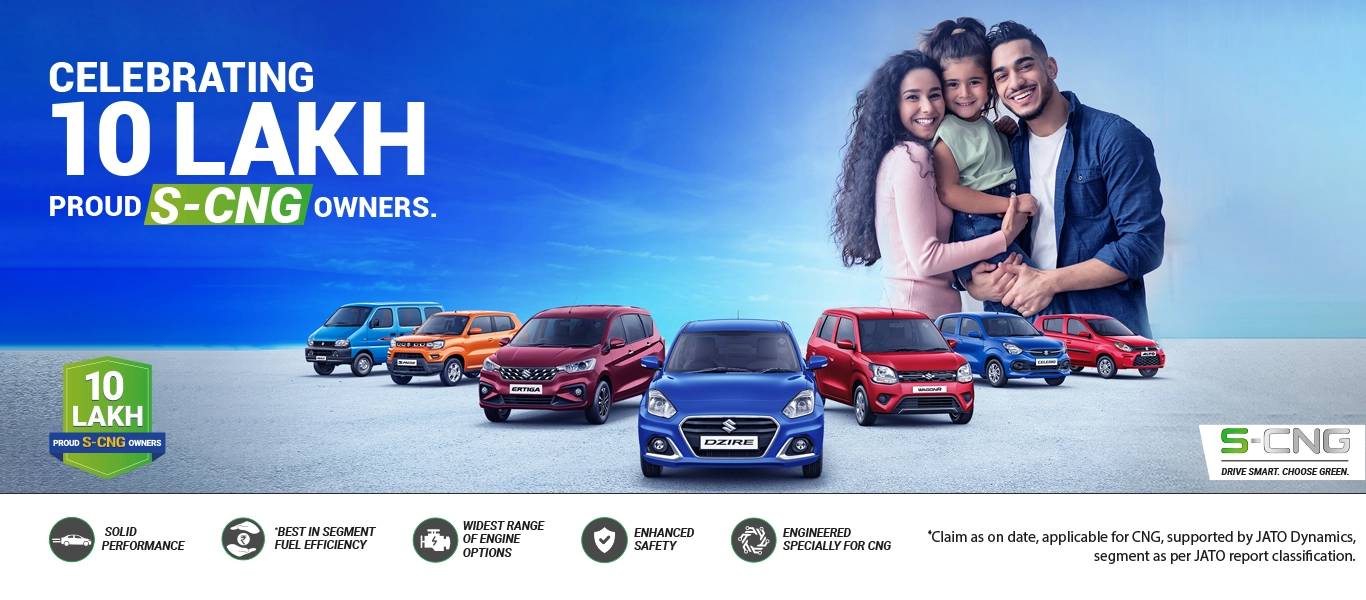 CELEBRATING
10 LAKH
PROUD S-CNG OWNERS.
ERTIGA
DZIRE
WAGONR
CELERIO
10
LAKH
PROUD S-CNG OWNERS
S-CNG
DRIVE SMART. CHOOSE GREEN.
SOLID
PERFORMANCE
*BEST IN SEGMENT
FUEL EFFICIENCY
WIDEST RANGE
OF ENGINE
OPTIONS
ENHANCED
SAFETY
ENGINEERED
SPECIALLY FOR CNG
*Claim as on date, applicable for CNG, supported by JATO Dynamics,
segment as per JATO report classification.